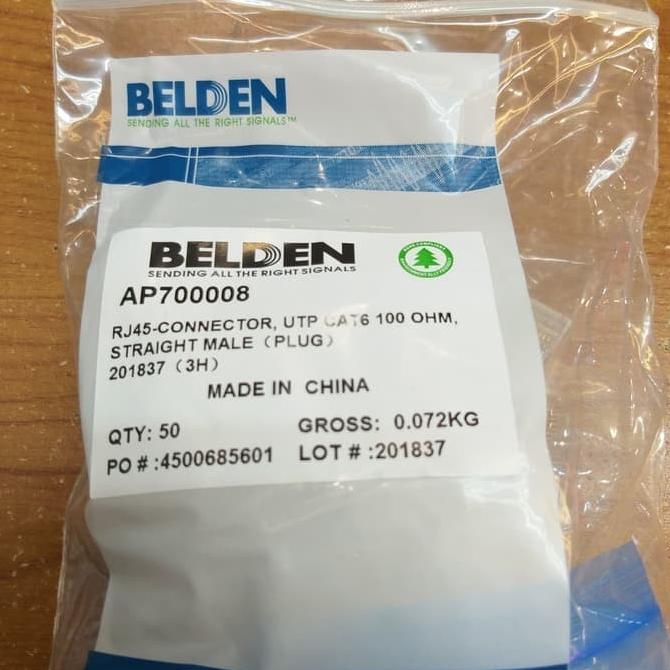 BELDEN
SENDING ALL THE RIGHT SIGNALS™
BELDEN
SENDING ALL THE RIGHT SIGNALS
AP700008
RJ45-CONNECTOR, UTP CAT6 100 OHM,
STRAIGHT MALE (PLUG)
201837 (3H)
MADE IN CHINA
QTY: 50 GROSS: 0.072KG
PO # :4500685601 LOT # :201837